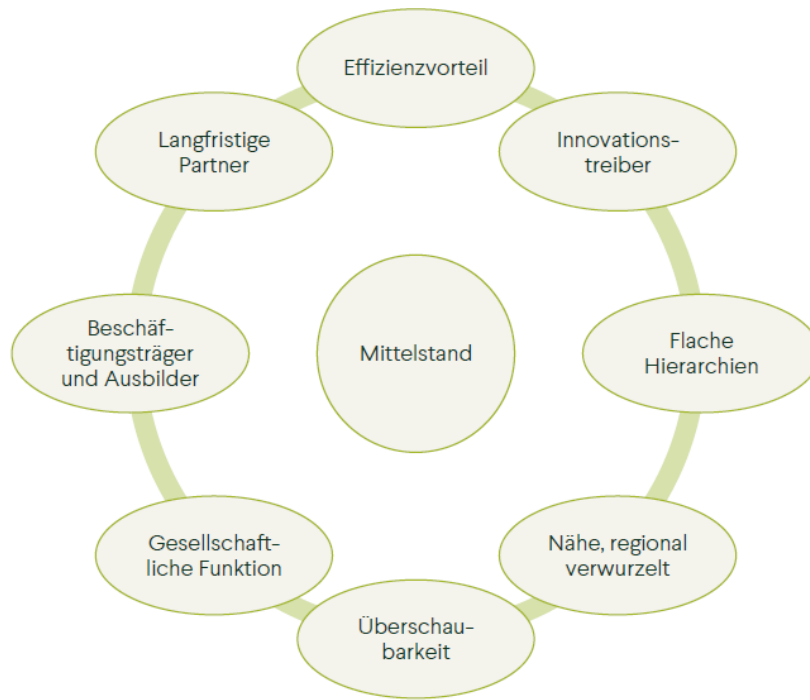 Effizienzvorteil
Innovations-
treiber
Flache
Hierarchien
Nähe, regional
verwurzelt
Überschau-
barkeit
Gesellschaft-
liche Funktion
Beschäf-
tigungsträger
und Ausbilder
Langfristige
Partner
Mittelstand